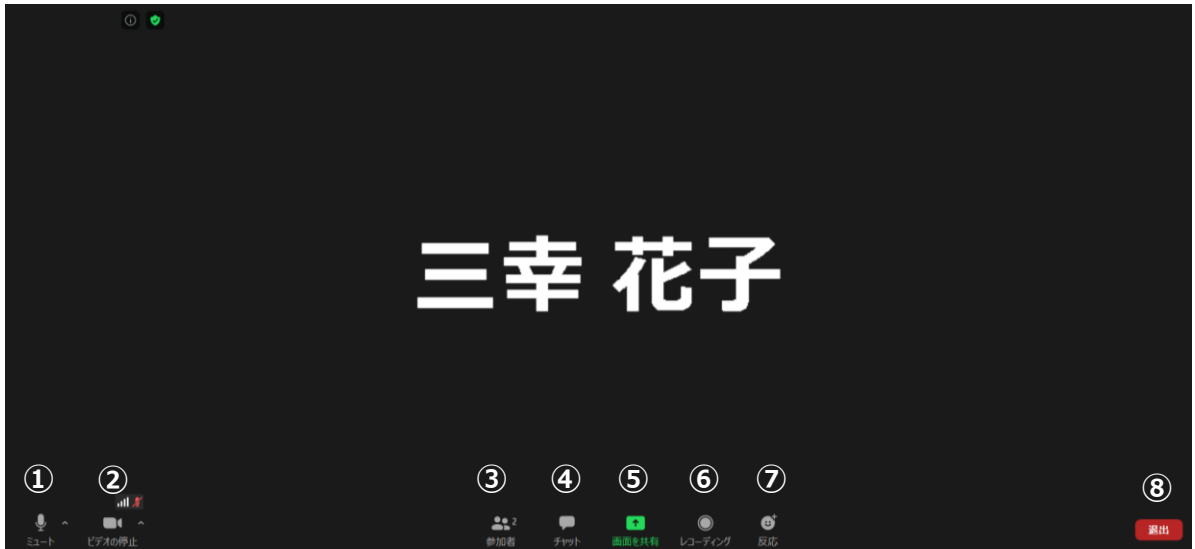 三幸 花子
① ② ③ ④ ⑤ ⑥ ⑦ ⑧
2
ミュート ビデオの停止 参加者 チャット 画面を共有 レコーディング 反応 退出